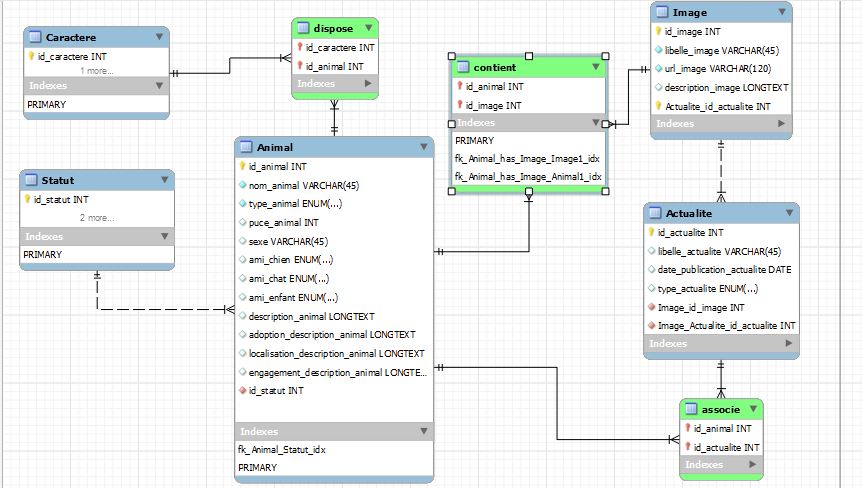 Caractere
id_caractere INT
1 more...
Indexes
PRIMARY
dispose
id_caractere INT
id_animal INT
Indexes
contient
id_animal INT
id_image INT
Indexes
PRIMARY
fk_Animal_has_Image_Image1_idx
fk_Animal_has_Image_Animal1_idx
Image
id_image INT
libelle_image VARCHAR(45)
url_image VARCHAR(120)
description_image LONGTEXT
Actualite_id_actualite INT
Indexes
Statut
id_statut INT
2 more...
Indexes
PRIMARY
Animal
id_animal INT
nom_animal VARCHAR(45)
type_animal ENUM(...)
puce_animal INT
sexe VARCHAR(45)
ami_chien ENUM(...)
ami_chat ENUM(...)
ami_enfant ENUM(...)
description_animal LONGTEXT
adoption_description_animal LONGTEXT
localisation_description_animal LONGTEXT
engagement_description_animal LONGTE...
id_statut INT
Indexes
fk_Animal_Statut_idx
PRIMARY
Actualite
id_actualite INT
libelle_actualite VARCHAR(45)
date_publication_actualite DATE
type_actualite ENUM(...)
Image_id_image INT
Image_Actualite_id_actualite INT
Indexes
associe
id_animal INT
id_actualite INT
Indexes